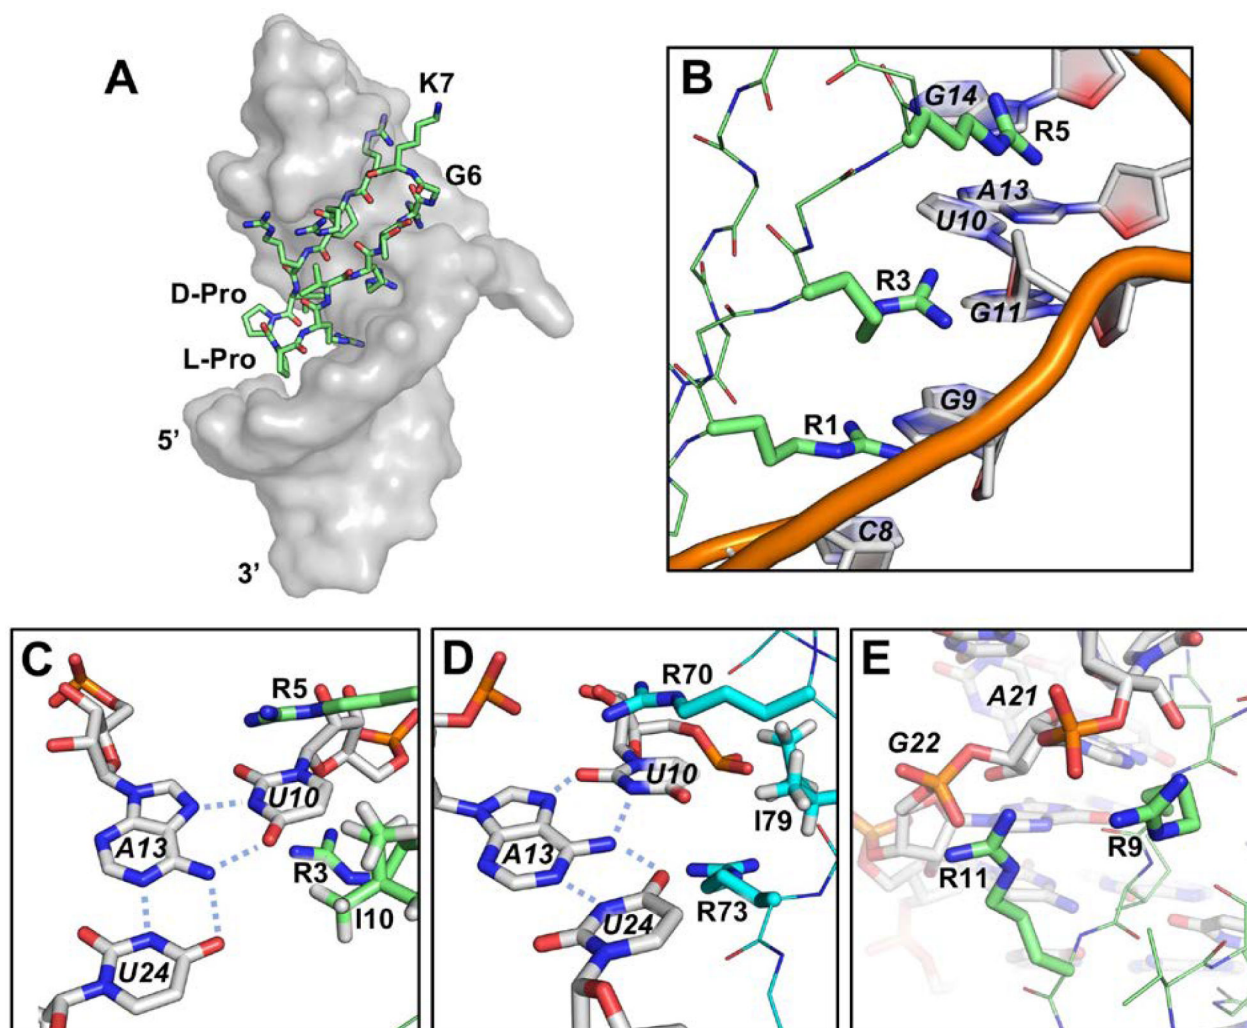 A
K7
G6
D-Pro
L-Pro
5’
3’
B
G14
R5
A13
U10
R3
G11
G9
R1
C8
C
R5
U10
A13
R3
I10
U24
D
R70
U10
I79
A13
R73
U24
E
A21
G22
R9
R11